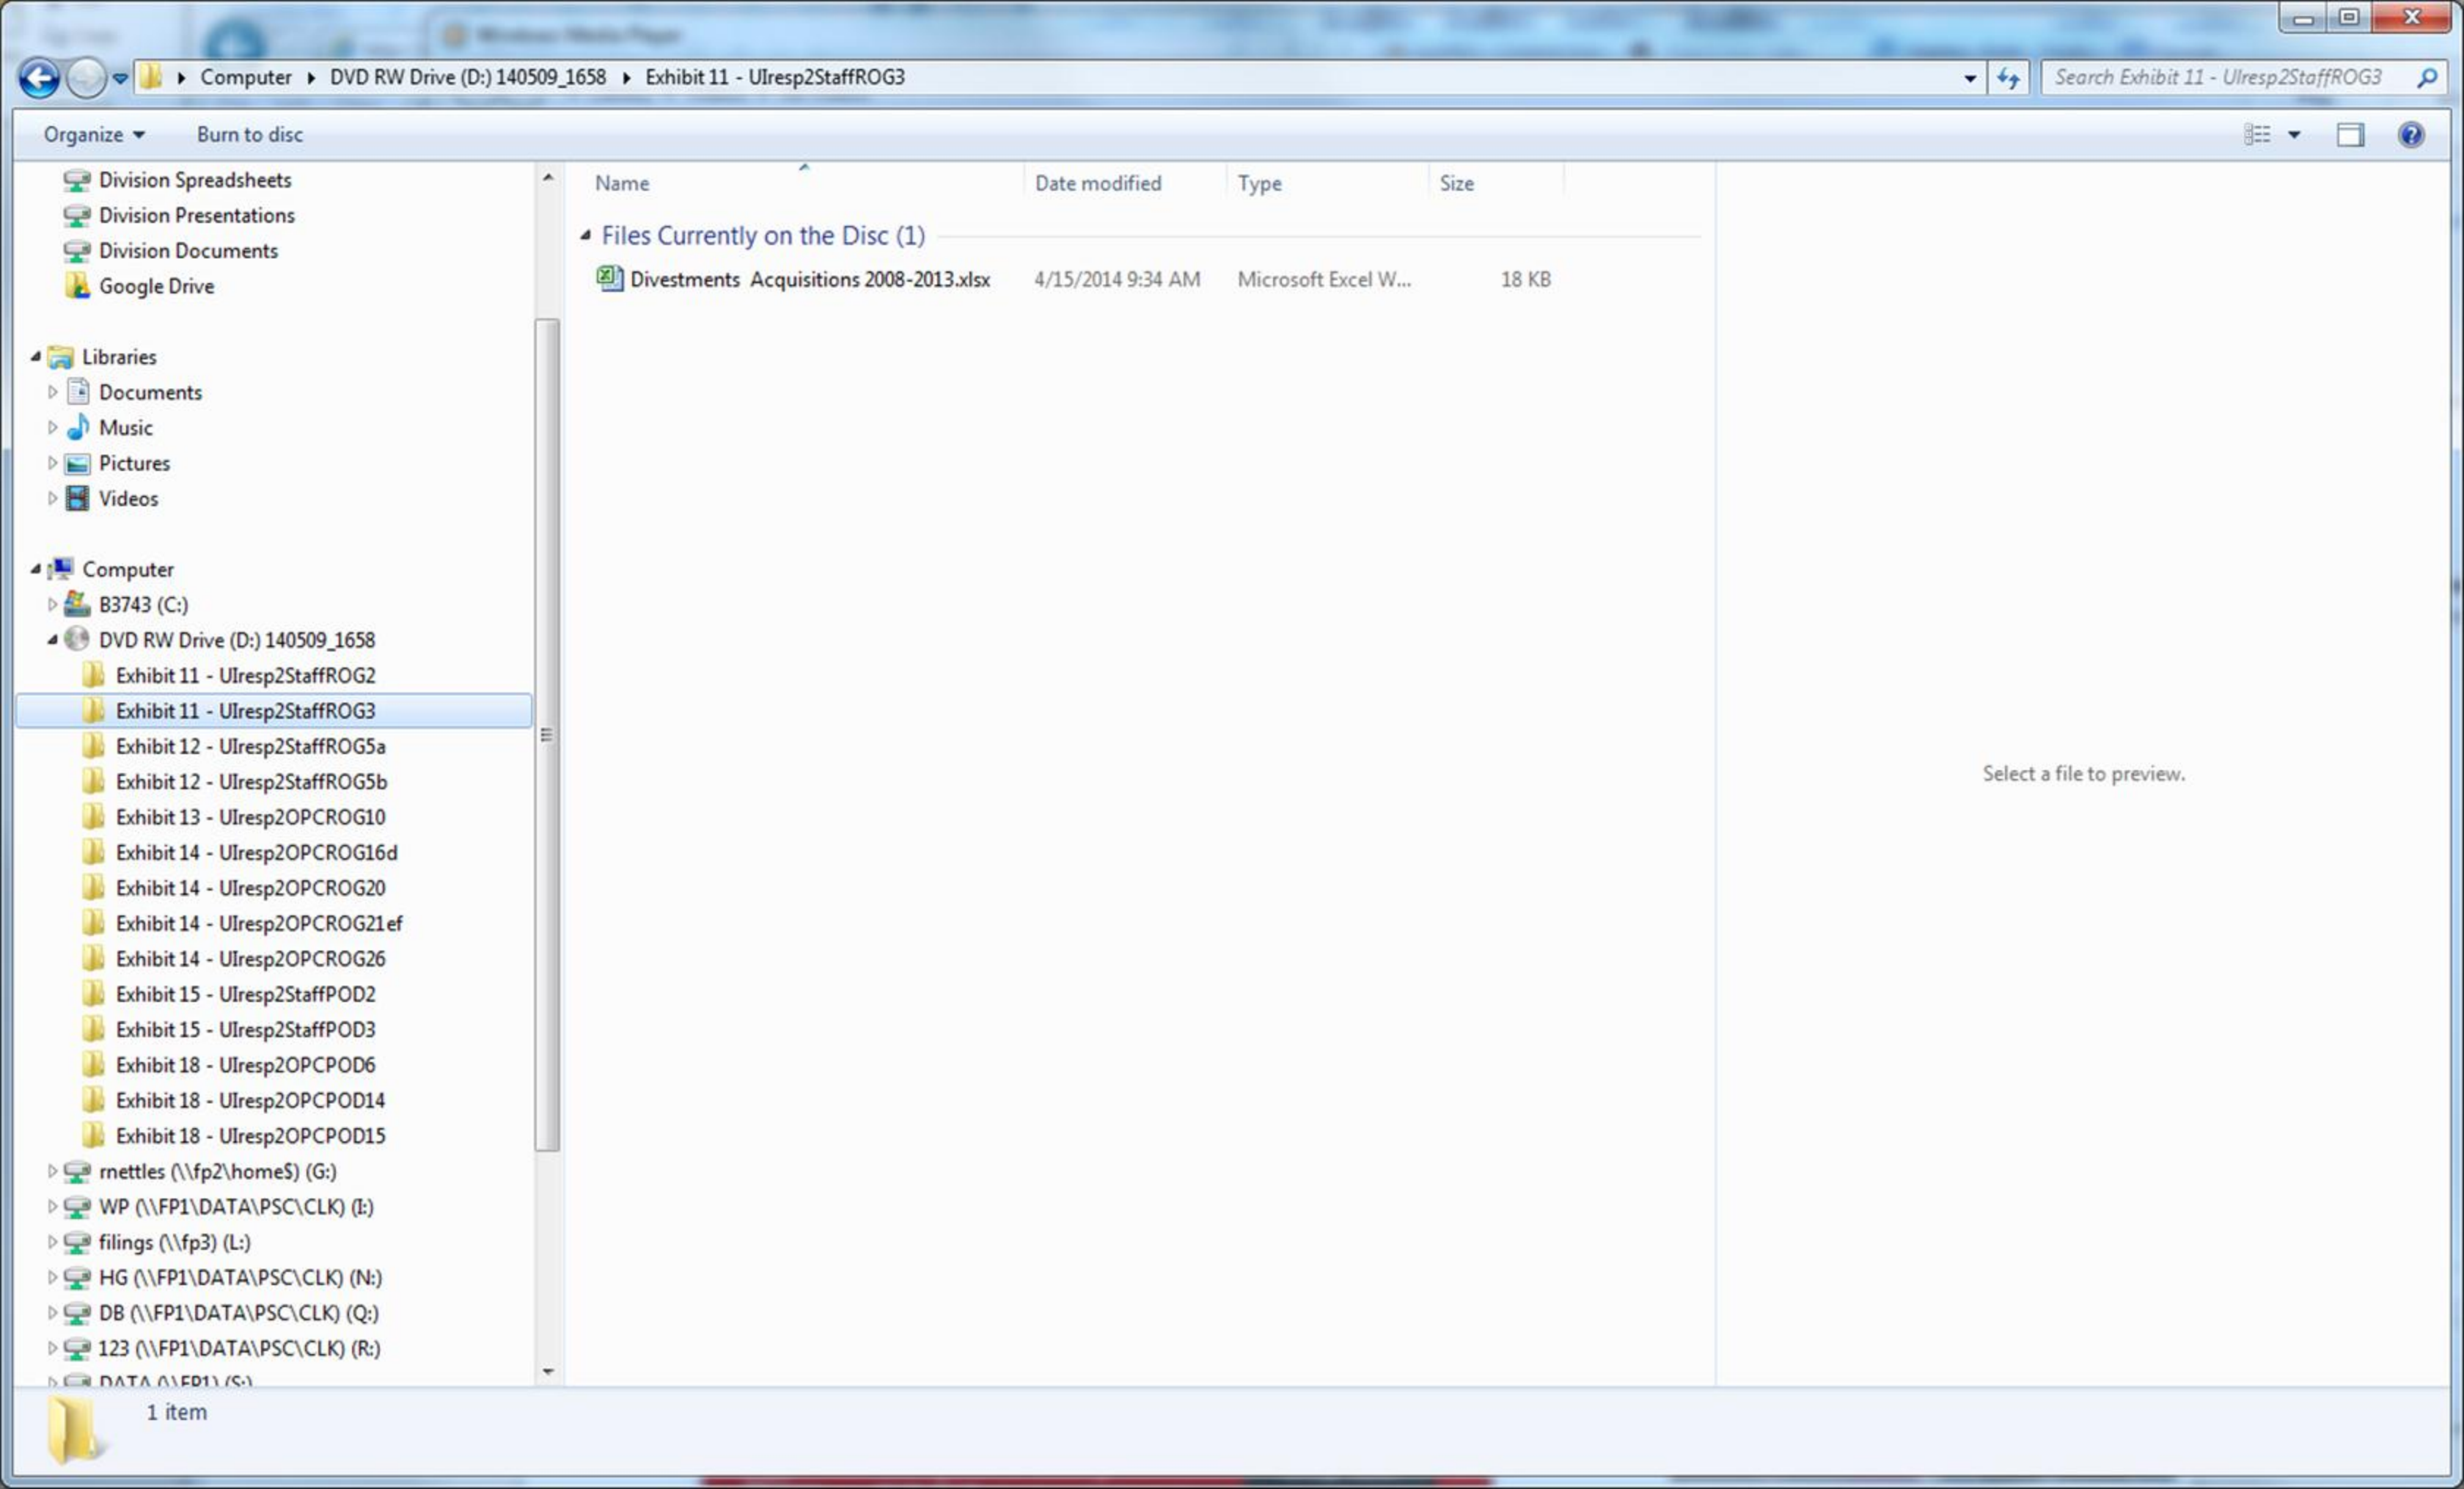 Computer ▸ DVD RW Drive (D:) 140509_1658 ▸ Exhibit 11 - UIresp2StaffROG3
Search Exhibit 11 - UIresp2StaffROG3
Organize
Burn to disc
Division Spreadsheets
Division Presentations
Division Documents
Google Drive
Libraries
Documents
Music
Pictures
Videos
Computer
B3743 (C:)
DVD RW Drive (D:) 140509_1658
Exhibit 11 - UIresp2StaffROG2
Exhibit 11 - UIresp2StaffROG3
Exhibit 12 - UIresp2StaffROG5a
Exhibit 12 - UIresp2StaffROG5b
Exhibit 13 - UIresp2OPCROG10
Exhibit 14 - UIresp2OPCROG16d
Exhibit 14 - UIresp2OPCROG20
Exhibit 14 - UIresp2OPCROG21ef
Exhibit 14 - UIresp2OPCROG26
Exhibit 15 - UIresp2StaffPOD2
Exhibit 15 - UIresp2StaffPOD3
Exhibit 18 - UIresp2OPCPOD6
Exhibit 18 - UIresp2OPCPOD14
Exhibit 18 - UIresp2OPCPOD15
rnettles (\\fp2\home$) (G:)
WP (\\FP1\DATA\PSC\CLK) (I:)
filings (\\fp3) (L:)
HG (\\FP1\DATA\PSC\CLK) (N:)
DB (\\FP1\DATA\PSC\CLK) (Q:)
123 (\\FP1\DATA\PSC\CLK) (R:)
DATA (\\FP1) (S:)
Name Date modified Type Size
Files Currently on the Disc (1)
Divestments Acquisitions 2008-2013.xlsx 4/15/2014 9:34 AM Microsoft Excel W... 18 KB
Select a file to preview.
1 item